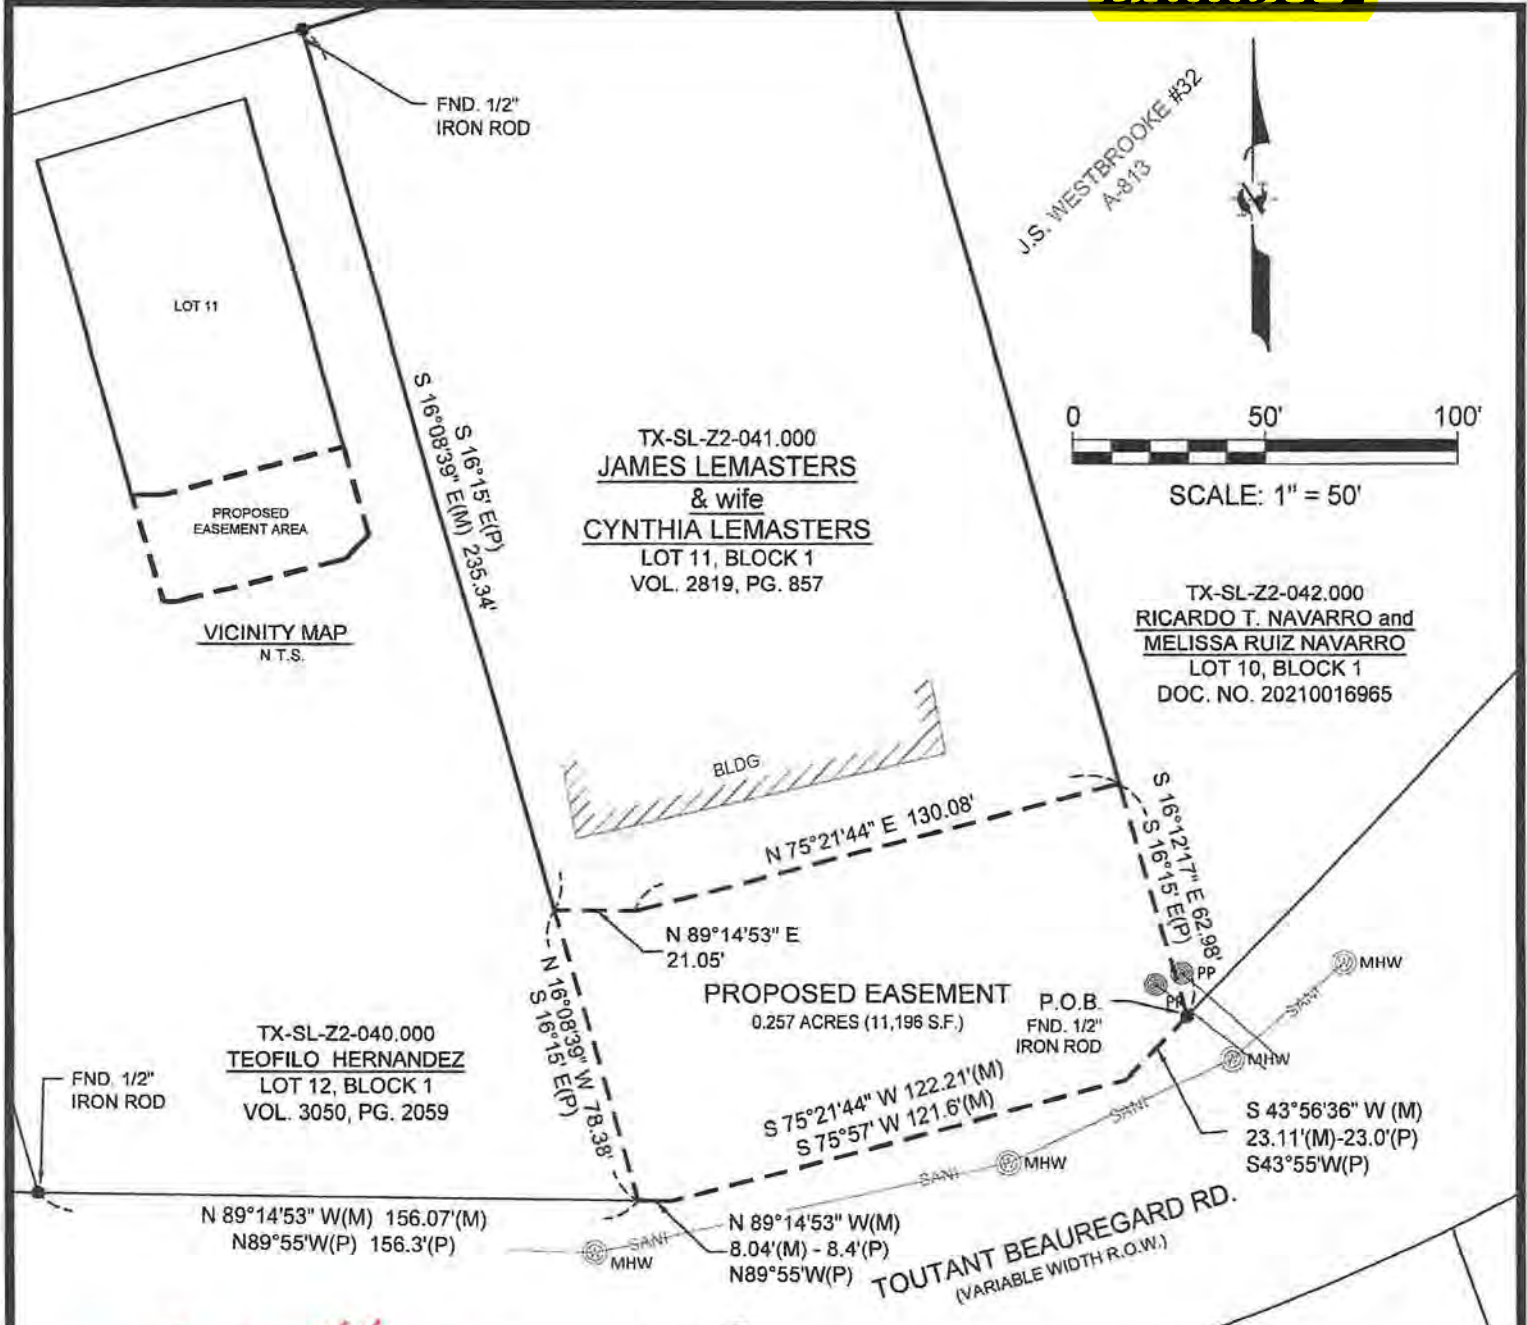 FND. 1/2"
IRON ROD
J.S. WESTBROOKE #32
A-813
N
LOT 11
PROPOSED
EASEMENT AREA
VICINITY MAP
N.T.S.
S 16°15' E(P)
S 16°08'39" E(M) 235.34'
TX-SL-Z2-041.000
JAMES LEMASTERS
& wife
CYNTHIA LEMASTERS
LOT 11, BLOCK 1
VOL. 2819, PG. 857
0 50' 100'
SCALE: 1" = 50'
TX-SL-Z2-042.000
RICARDO T. NAVARRO and
MELISSA RUIZ NAVARRO
LOT 10, BLOCK 1
DOC. NO. 20210016965
BLDG
N 75°21'44" E 130.08'
S 16°12'17" E 62.98'
S 16°15' E(P)
N 89°14'53" E
21.05'
PROPOSED EASEMENT
0.257 ACRES (11,196 S.F.)
P.O.B.
FND. 1/2"
IRON ROD
PP
PP
MHW
SANI
MHW
N 16°08'39" W 78.38'
S 16°15' E(P)
TX-SL-Z2-040.000
TEOFILO HERNANDEZ
LOT 12, BLOCK 1
VOL. 3050, PG. 2059
FND. 1/2"
IRON ROD
S 75°21'44" W 122.21'(M)
S 75°57' W 121.6'(M)
SANI
S 43°56'36" W (M)
23.11'(M)-23.0'(P)
S43°55'W(P)
MHW
SANI
N 89°14'53" W(M) 156.07'(M)
N89°55'W(P) 156.3'(P)
SANI
MHW
N 89°14'53" W(M)
8.04'(M) - 8.4'(P)
N89°55'W(P)
TOUTANT BEAUREGARD RD.
(VARIABLE WIDTH R.O.W.)